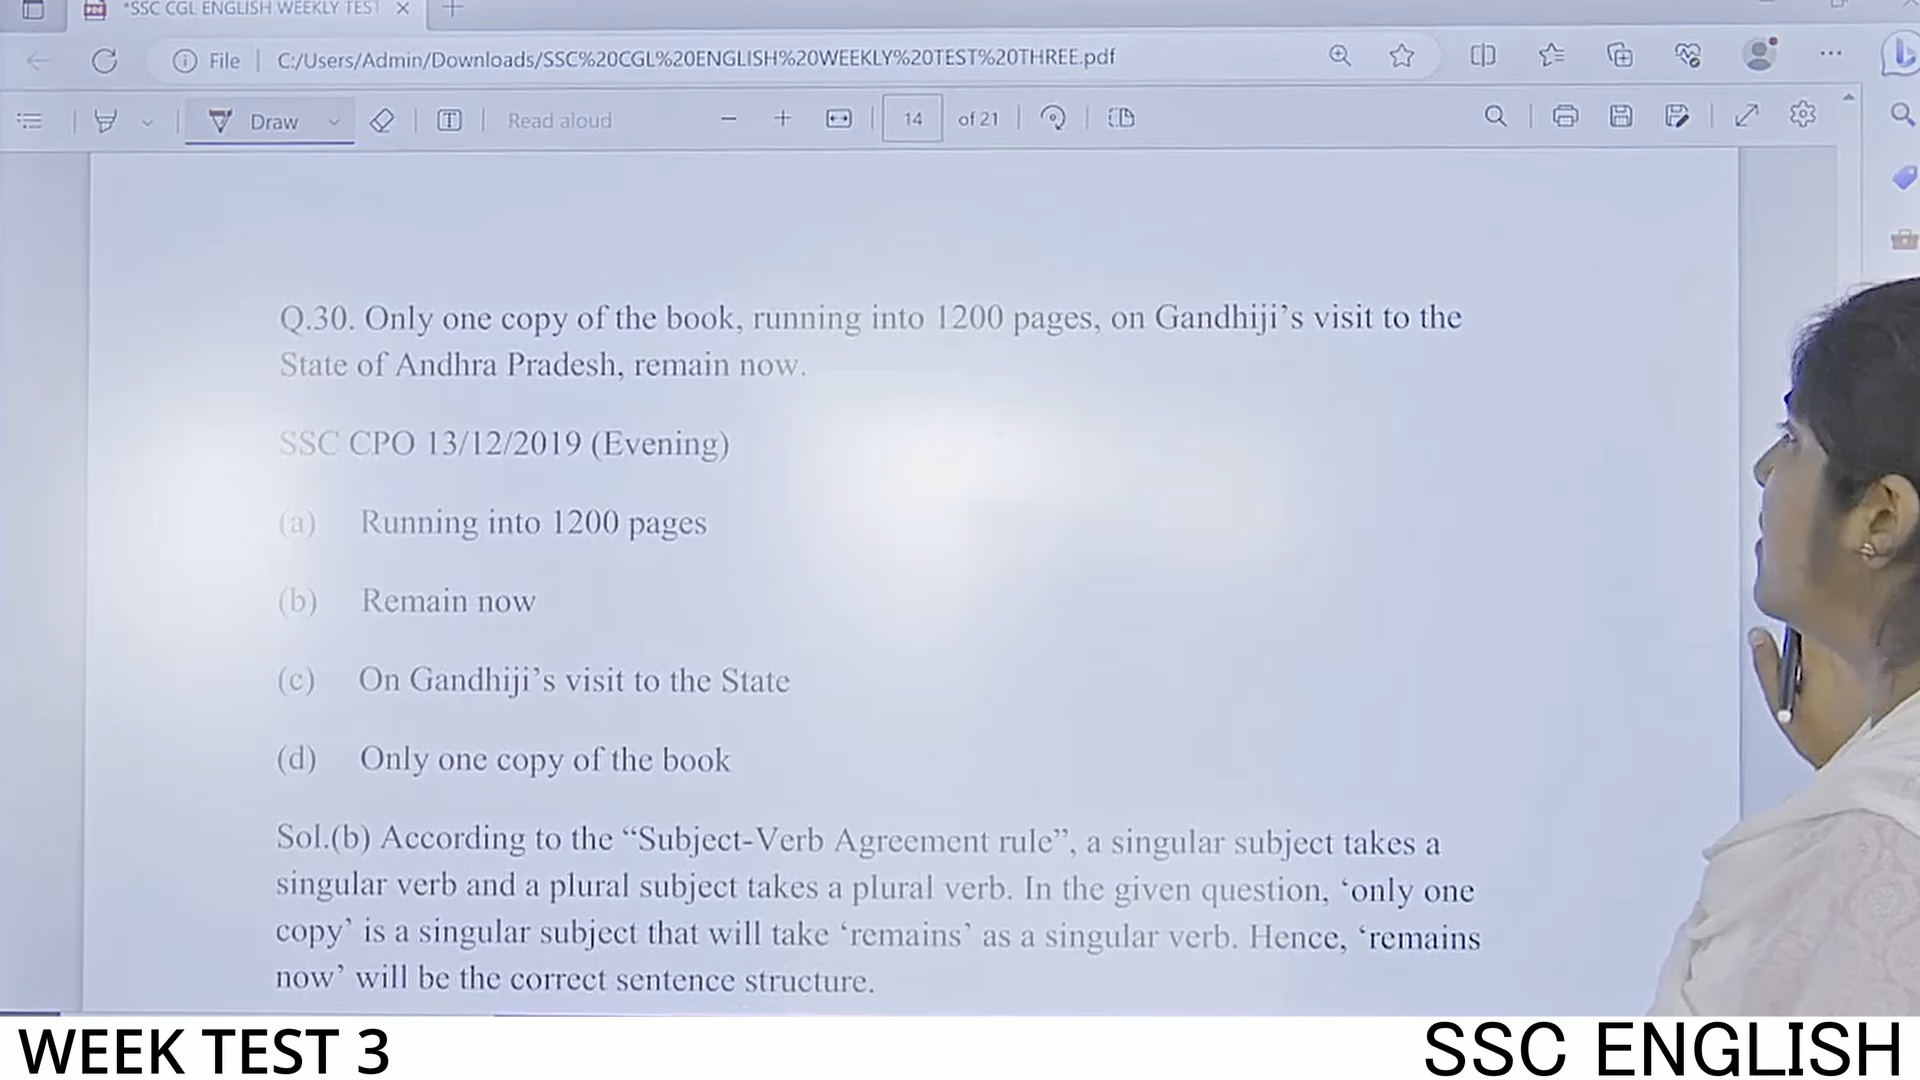 *SSC CGL ENGLISH WEEKLY TEST
File
C:/Users/Admin/Downloads/SSC%20CGL%20ENGLISH%20WEEKLY%20TEST%20THREE.pdf
Draw
Read aloud
14 of 21
Q.30. Only one copy of the book, running into 1200 pages, on Gandhiji’s visit to the
State of Andhra Pradesh, remain now.
SSC CPO 13/12/2019 (Evening)
(a) Running into 1200 pages
(b) Remain now
(c) On Gandhiji’s visit to the State
(d) Only one copy of the book
Sol.(b) According to the “Subject-Verb Agreement rule”, a singular subject takes a
singular verb and a plural subject takes a plural verb. In the given question, ‘only one
copy’ is a singular subject that will take ‘remains’ as a singular verb. Hence, ‘remains
now’ will be the correct sentence structure.
WEEK TEST 3
SSC ENGLISH